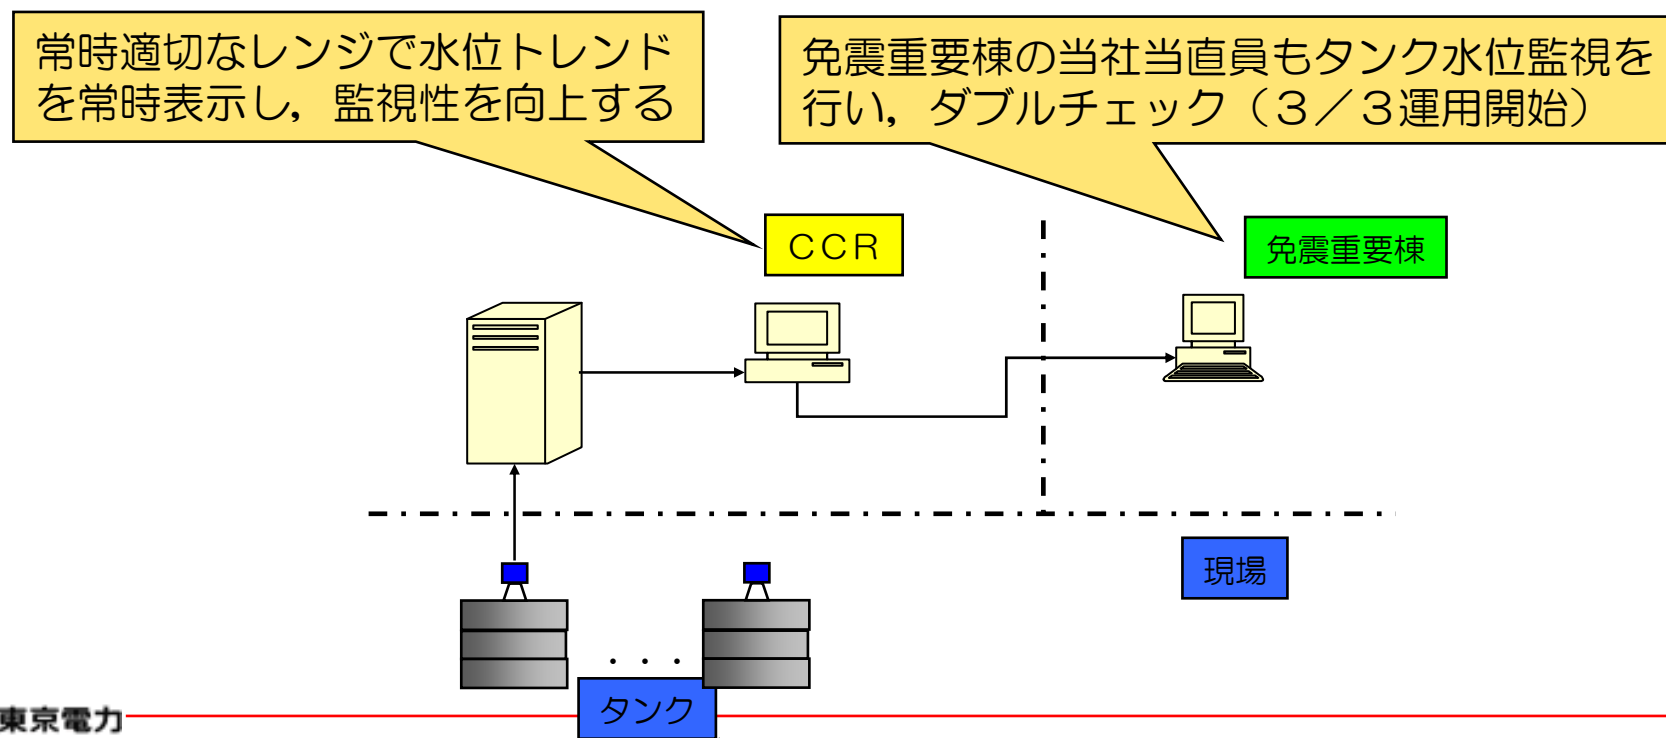 常時適切なレンジで水位トレンド
を常時表示し，監視性を向上する
免震重要棟の当社当直員もタンク水位監視を
行い，ダブルチェック（３／３運用開始）
ＣＣＲ
免震重要棟
現場
・・・
タンク
東京電力